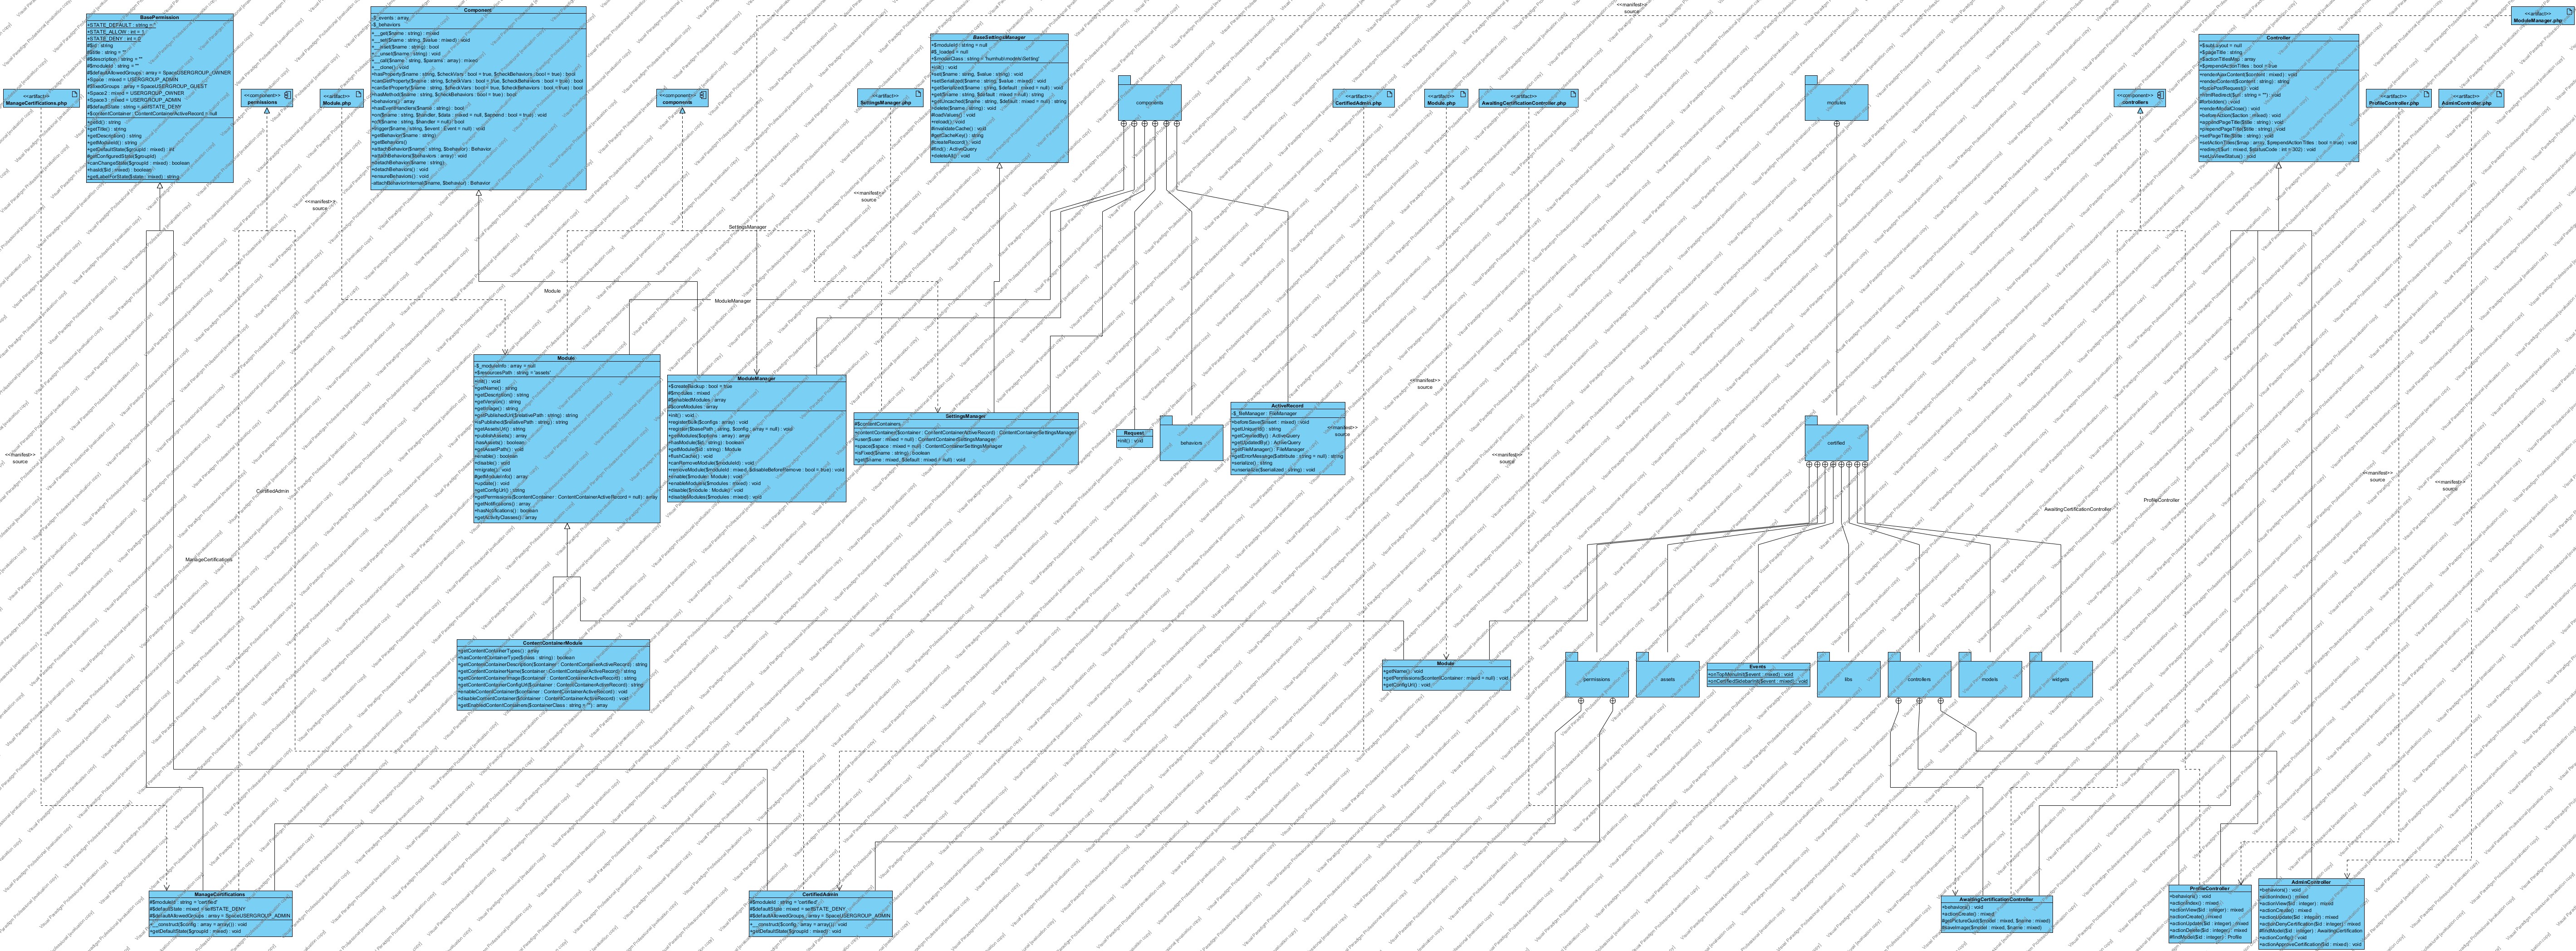 BasePermission
+STATE_DEFAULT : string = ''
+STATE_ALLOW : int = 1
+STATE_DENY : int = 0
#$id : string
#$title : string = ""
#$description : string = ""
#$moduleId : string = ""
#$defaultAllowedGroups : array = SpaceUSERGROUP_OWNER
+Space : mixed = USERGROUP_ADMIN
#$fixedGroups : array = SpaceUSERGROUP_GUEST
+Space2 : mixed = USERGROUP_OWNER
+Space3 : mixed = USERGROUP_ADMIN
#$defaultState : string = selfSTATE_DENY
+$contentContainer : ContentContainerActiveRecord = null
+getId() : string
+getTitle() : string
+getDescription() : string
+getModuleId() : string
+getDefaultState($groupId : mixed) : int
#getConfiguredState($groupId)
+canChangeState($groupId : mixed) : boolean
+hasId($id : mixed) : boolean
+getLabelForState($state : mixed) : string
Component
-$_events : array
-$_behaviors
+__get($name : string) : mixed
+__set($name : string, $value : mixed) : void
+__isset($name : string) : bool
+__unset($name : string) : void
+__call($name : string, $params : array) : mixed
+__clone() : void
+hasProperty($name : string, $checkVars : bool = true, $checkBehaviors : bool = true) : bool
+canGetProperty($name : string, $checkVars : bool = true, $checkBehaviors : bool = true) : bool
+canSetProperty($name : string, $checkVars : bool = true, $checkBehaviors : bool = true) : bool
+hasMethod($name : string, $checkBehaviors : bool = true) : bool
+behaviors() : array
+hasEventHandlers($name : string) : bool
+on($name : string, $handler, $data : mixed = null, $append : bool = true) : void
+off($name : string, $handler = null) : bool
+trigger($name : string, $event : Event = null) : void
+getBehavior($name : string)
+getBehaviors()
+attachBehavior($name : string, $behavior) : Behavior
+attachBehaviors($behaviors : array) : void
+detachBehavior($name : string)
+detachBehaviors() : void
+ensureBehaviors() : void
-attachBehaviorInternal($name, $behavior) : Behavior
BaseSettingsManager
+$moduleId : string = null
#$_loaded = null
+$modelClass : string = 'humhub\models\Setting'
+init() : void
+set($name : string, $value : string) : void
+setSerialized($name : string, $value : mixed) : void
+getSerialized($name : string, $default : mixed = null) : void
+get($name : string, $default : mixed = null) : string
+getUncached($name : string, $default : mixed = null) : void
+delete($name : string) : void
#loadValues() : void
+reload() : void
#invalidateCache() : void
#getCacheKey() : string
#createRecord() : void
#find() : ActiveQuery
+deleteAll() : void
<<manifest>>
source
<<artifact>>
ModuleManager.php
Controller
+$subLayout = null
+$pageTitle : string
+$actionTitlesMap : array
+$prependActionTitles : bool = true
+renderAjaxContent($content : mixed) : void
+renderContent($content : string) : string
+forcePostRequest() : void
+htmlRedirect($url : string = "") : void
#forbidden() : void
+renderModalClose() : void
+beforeAction($action : mixed) : void
+appendPageTitle($title : string) : void
+prependPageTitle($title : string) : void
+setPageTitle($title : string) : void
+setActionTitles($map : array, $prependActionTitles : bool = true) : void
+redirect($url : mixed, $statusCode : int = 302) : void
+setJsViewStatus() : void
<<artifact>>
ManageCertifications.php
<<component>>
permissions
<<artifact>>
Module.php
<<component>>
components
<<artifact>>
SettingsManager.php
components
<<artifact>>
CertifiedAdmin.php
<<artifact>>
Module.php
<<artifact>>
AwaitingCertificationController.php
modules
<<component>>
controllers
<<artifact>>
ProfileController.php
<<artifact>>
AdminController.php
<<manifest>>
source
<<manifest>>
source
SettingsManager
Module
ModuleManager
Module
-$_moduleInfo : array = null
+$resourcesPath : string = 'assets'
+init() : void
+getName() : string
+getDescription() : string
+getVersion() : string
+getImage() : string
+getPublishedUrl($relativePath : string) : string
+isPublished($relativePath : string) : string
+getAssetsUrl() : string
+publishAssets() : array
+hasAssets() : boolean
+getAssetPath() : void
+enable() : boolean
+disable() : void
+migrate() : void
#getModuleInfo() : array
+update() : void
+getConfigUrl() : string
+getPermissions($contentContainer : ContentContainerActiveRecord = null) : array
+getNotifications() : array
+hasNotifications() : boolean
+getActivityClasses() : array
ModuleManager
+$createBackup : bool = true
#$modules : mixed
#$enabledModules : array
#$coreModules : array
+init() : void
+registerBulk($configs : array) : void
+register($basePath : string, $config : array = null) : void
+getModules($options : array) : array
+hasModule($id : string) : boolean
+getModule($id : string) : Module
+flushCache() : void
+canRemoveModule($moduleId) : void
+removeModule($moduleId : mixed, $disableBeforeRemove : bool = true) : void
+enable($module : Module) : void
+enableModules($modules : mixed) : void
+disable($module : Module) : void
+disableModules($modules : mixed) : void
SettingsManager
#$contentContainers
+contentContainer($container : ContentContainerActiveRecord) : ContentContainerSettingsManager
+user($user : mixed = null) : ContentContainerSettingsManager
+space($space : mixed = null) : ContentContainerSettingsManager
+isFixed($name : string) : boolean
+get($name : mixed, $default : mixed = null) : void
Request
+init() : void
behaviors
ActiveRecord
-$_fileManager : FileManager
+beforeSave($insert : mixed) : void
+getUniqueId() : string
+getCreatedBy() : ActiveQuery
+getUpdatedBy() : ActiveQuery
+getFileManager() : FileManager
+getErrorMessage($attribute : string = null) : string
+serialize() : string
+unserialize($serialized : string) : void
<<manifest>>
source
<<manifest>>
source
<<manifest>>
source
certified
<<manifest>>
source
<<manifest>>
source
<<manifest>>
source
CertifiedAdmin
ManageCertifications
ProfileController
AwaitingCertificationController
ContentContainerModule
+getContentContainerTypes() : array
+hasContentContainerType($class : string) : boolean
+getContentContainerDescription($container : ContentContainerActiveRecord) : string
+getContentContainerName($container : ContentContainerActiveRecord) : string
+getContentContainerImage($container : ContentContainerActiveRecord) : string
+getContentContainerConfigUrl($container : ContentContainerActiveRecord) : string
+enableContentContainer($container : ContentContainerActiveRecord) : void
+disableContentContainer($container : ContentContainerActiveRecord) : void
+getEnabledContentContainers($containerClass : string = "") : array
Module
+getName() : void
+getPermissions($contentContainer : mixed = null) : void
+getConfigUrl() : void
permissions
assets
Events
+onTopMenuInit($event : mixed) : void
+onCertifiedSidebarInit($event : mixed) : void
libs
controllers
models
widgets
ManageCertifications
#$moduleId : string = 'certified'
#$defaultState : mixed = selfSTATE_DENY
#$defaultAllowedGroups : array = SpaceUSERGROUP_ADMIN
+__construct($config : array = array()) : void
+getDefaultState($groupId : mixed) : void
CertifiedAdmin
#$moduleId : string = 'certified'
#$defaultState : mixed = selfSTATE_DENY
#$defaultAllowedGroups : array = SpaceUSERGROUP_ADMIN
+__construct($config : array = array()) : void
+getDefaultState($groupId : mixed) : void
AwaitingCertificationController
+behaviors() : void
+actionCreate() : mixed
#getPictureGuid($model : mixed, $name : mixed)
#saveImage($model : mixed, $name : mixed)
ProfileController
+behaviors() : void
+actionIndex() : mixed
+actionView($id : integer) : mixed
+actionCreate() : mixed
+actionUpdate($id : integer) : mixed
+actionDelete($id : integer) : mixed
#findModel($id : integer) : Profile
AdminController
+behaviors() : void
+actionIndex() : mixed
+actionView($id : integer) : mixed
+actionCreate() : mixed
+actionUpdate($id : integer) : mixed
+actionDenyCertification($id : integer) : mixed
#findModel($id : integer) : AwaitingCertification
+actionConfig() : void
+actionApproveCertification($id : mixed) : void
Visual Paradigm Professional [evaluation copy]